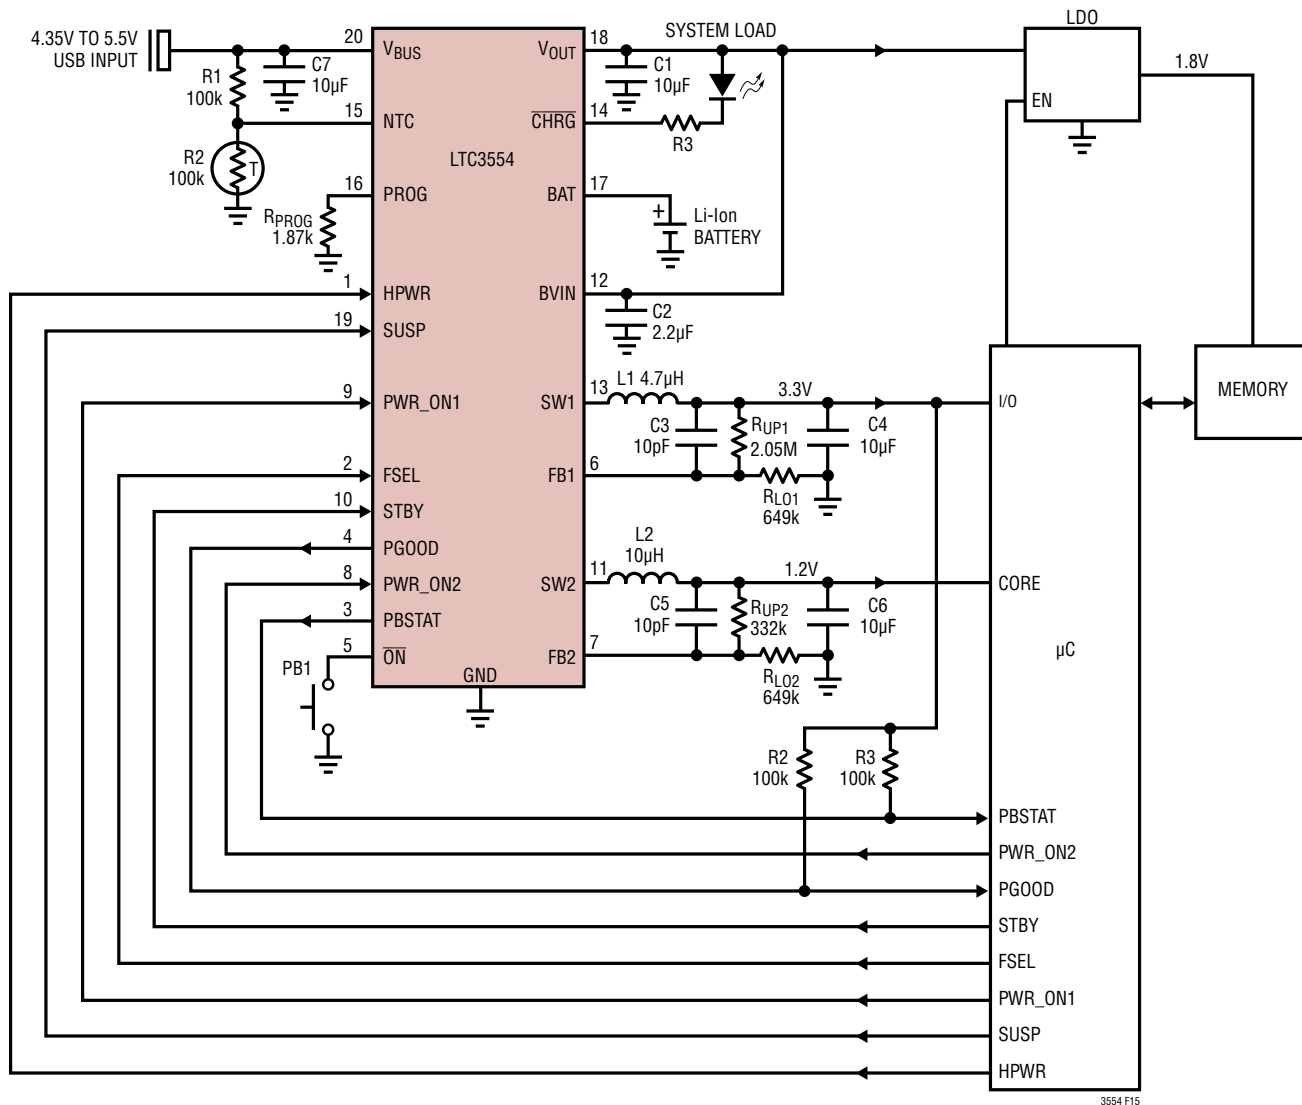 4.35V TO 5.5V
USB INPUT
R1
100k
C7
10µF
R2
100k
T
RPROG
1.87k
20
15
16
1
19
9
2
10
4
8
3
5
VBUS
NTC
PROG
HPWR
SUSP
PWR_ON1
FSEL
STBY
PGOOD
PWR_ON2
PBSTAT
ON
PB1
LTC3554
GND
VOUT
CHRG
BAT
BVIN
SW1
FB1
SW2
FB2
18
14
17
12
13
6
11
7
SYSTEM LOAD
C1
10µF
R3
+
Li-Ion
BATTERY
C2
2.2µF
L1 4.7µH
3.3V
C3
10pF
RUP1
2.05M
C4
10µF
RLO1
649k
L2
10µH
1.2V
C5
10pF
RUP2
332k
C6
10µF
RLO2
649k
R2
100k
R3
100k
LDO
EN
1.8V
MEMORY
I/O
CORE
µC
PBSTAT
PWR_ON2
PGOOD
STBY
FSEL
PWR_ON1
SUSP
HPWR
3554 F15